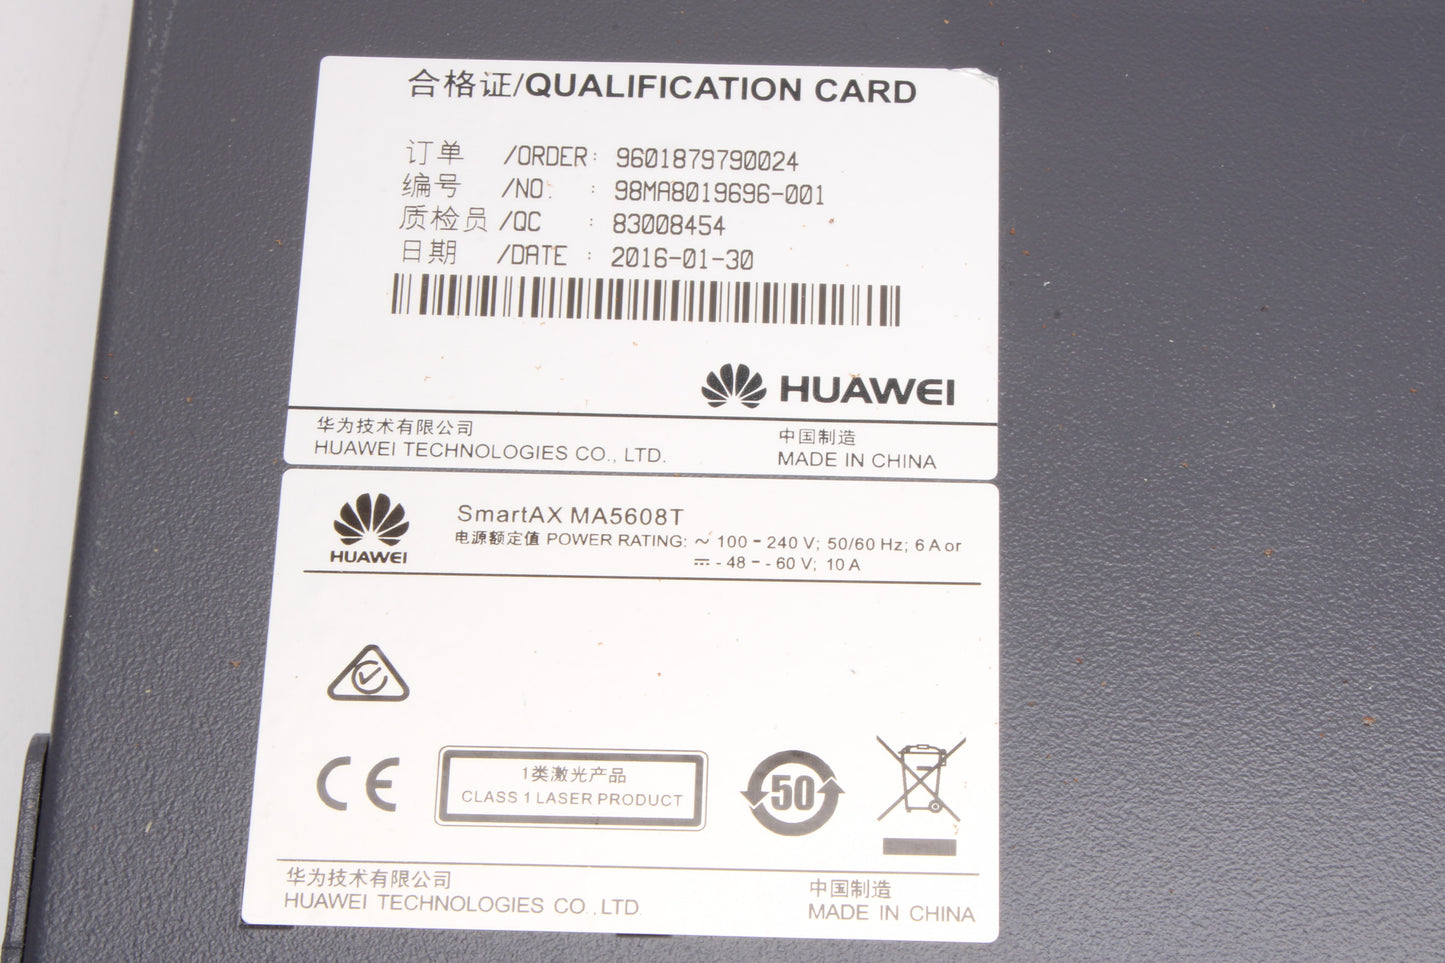 合格证/QUALIFICATION CARD
订单 /ORDER: 9601879790024
编号 /NO. : 98MA8019696-001
质检员 /QC : 83008454
日期 /DATE : 2016-01-30
HUAWEI
华为技术有限公司 中国制造
HUAWEI TECHNOLOGIES CO., LTD. MADE IN CHINA
HUAWEI
SmartAX MA5608T
电源额定值 POWER RATING: ～ 100 - 240 V; 50/60 Hz; 6 A or
⎓ - 48 - - 60 V; 10 A
CE
1类激光产品
CLASS 1 LASER PRODUCT
50
华为技术有限公司 中国制造
HUAWEI TECHNOLOGIES CO.,LTD. MADE IN CHINA